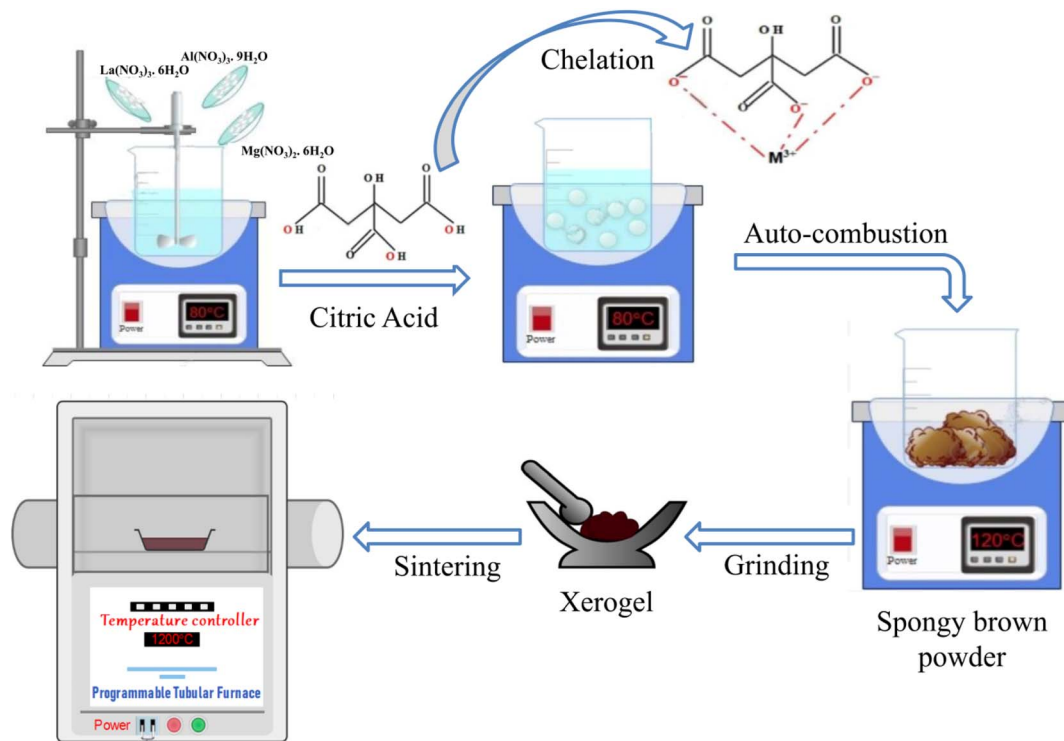 Al(NO3)3. 9H2O
La(NO3)3. 6H2O
Mg(NO3)2. 6H2O
80°C
Power
O
OH
O
OH
O
OH
OH
Citric Acid
Chelation
O
OH
O
O⁻
O
O⁻
O⁻
M³⁺
80°C
Power
Auto-combustion
120°C
Power
Spongy brown
powder
Grinding
Xerogel
Sintering
Temperature controller
1200°C
Programmable Tubular Furnace
Power